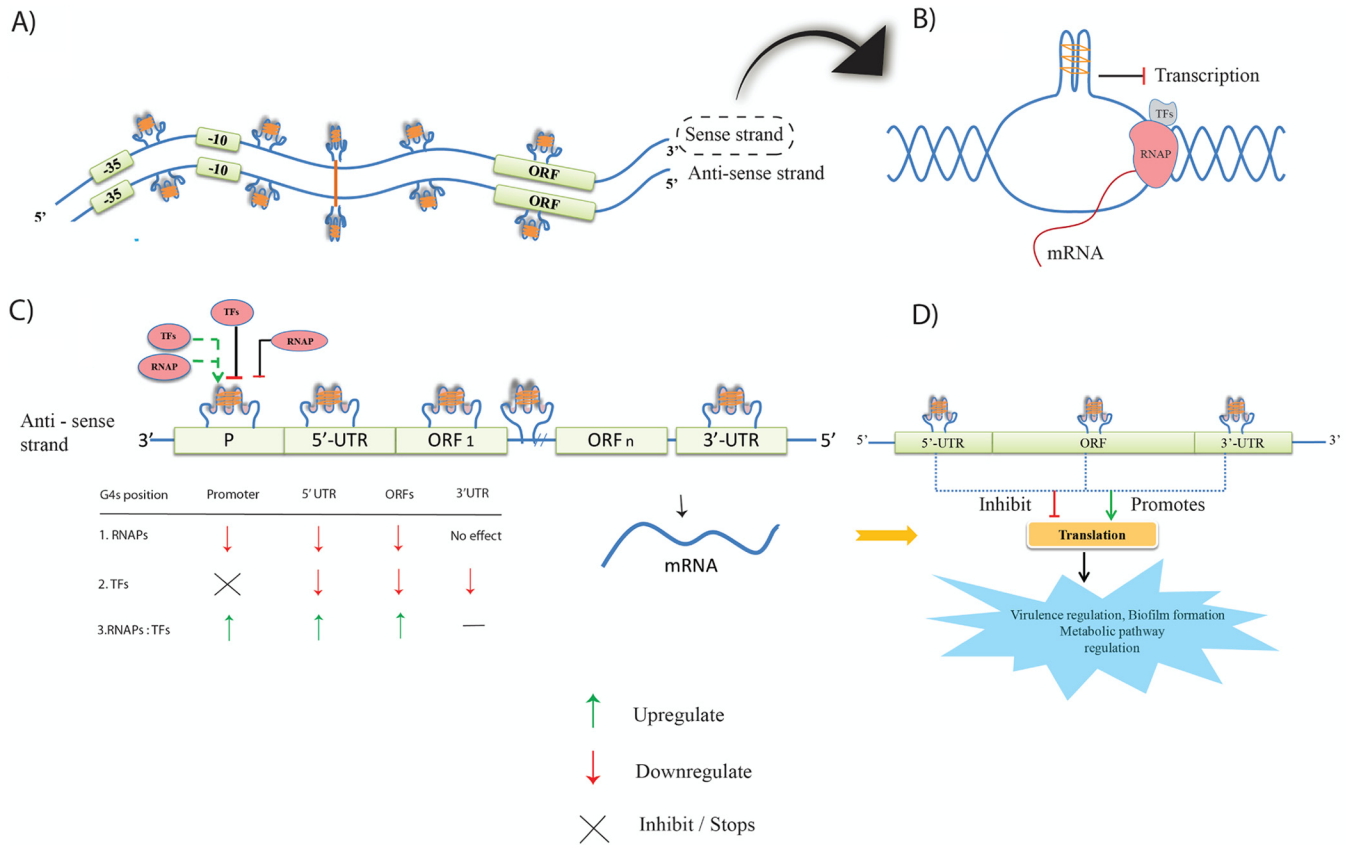 A)
-35
-10
ORF
Sense strand
3’
-35
-10
ORF
Anti-sense strand
5’
5’
B)
Transcription
TFs
RNAP
mRNA
C)
TFs
TFs
RNAP
RNAP
Anti - sense
strand
3’
P
5’-UTR
ORF 1
//
ORF n
3’-UTR
5’
G4s position Promoter 5’ UTR ORFs 3’UTR
1. RNAPs No effect
2. TFs
3.RNAPs : TFs
mRNA
Upregulate
Downregulate
Inhibit / Stops
D)
5’
5’-UTR
ORF
3’-UTR
3’
Inhibit
Promotes
Translation
Virulence regulation, Biofilm formation
Metabolic pathway
regulation